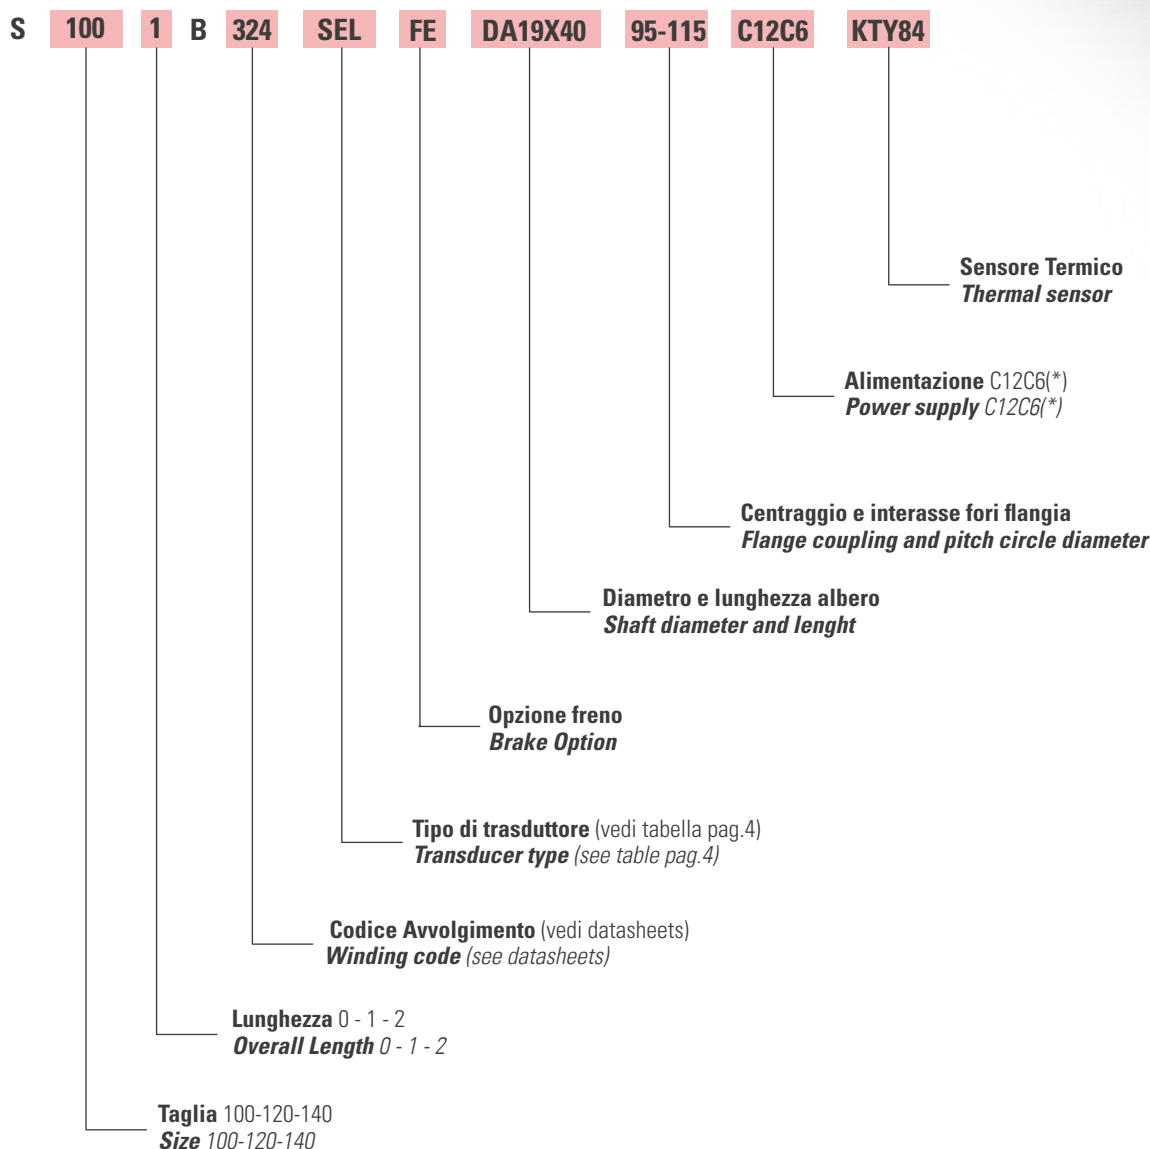 S 100 1 B 324 SEL FE DA19X40 95-115 C12C6 KTY84
Sensore Termico
Thermal sensor
Alimentazione C12C6(*)
Power supply C12C6(*)
Centraggio e interasse fori flangia
Flange coupling and pitch circle diameter
Diametro e lunghezza albero
Shaft diameter and lenght
Opzione freno
Brake Option
Tipo di trasduttore (vedi tabella pag.4)
Transducer type (see table pag.4)
Codice Avvolgimento (vedi datasheets)
Winding code (see datasheets)
Lunghezza 0 - 1 - 2
Overall Length 0 - 1 - 2
Taglia 100-120-140
Size 100-120-140